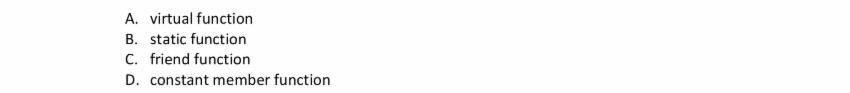 A. virtual function
B. static function
C. friend function
D. constant member function